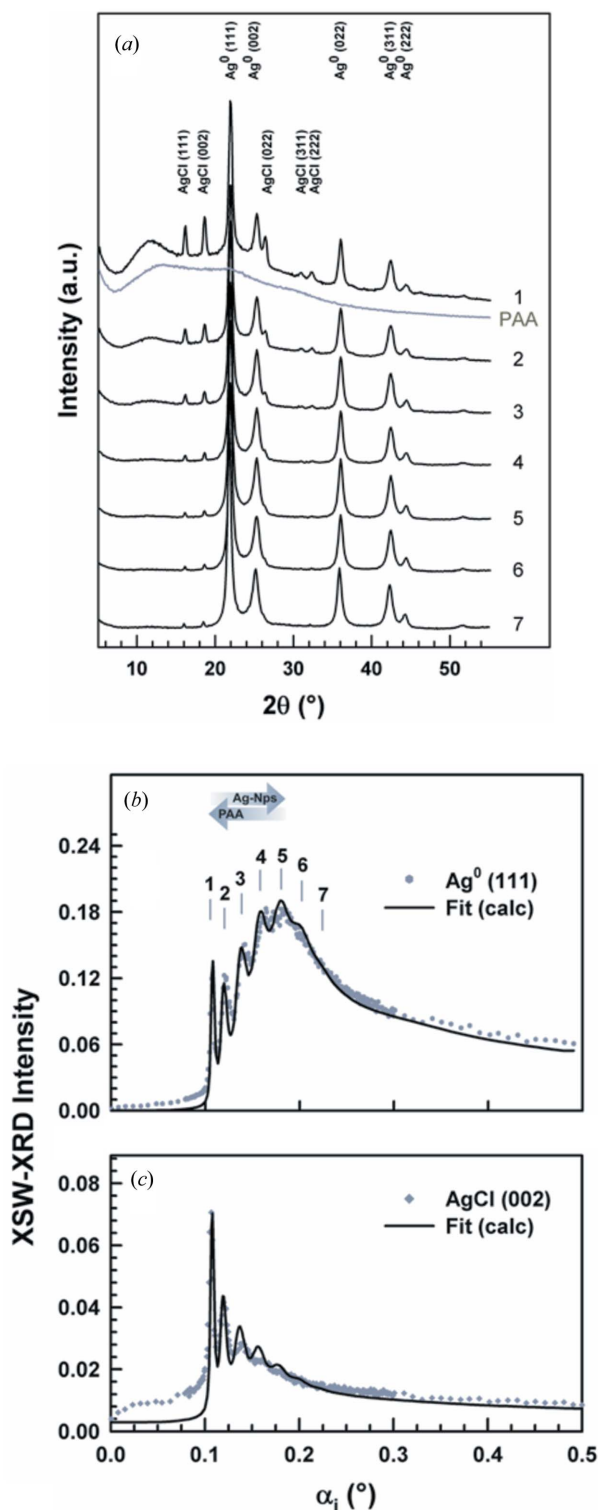 (a)
Ag⁰ (111)
Ag⁰ (002)
Ag⁰ (022)
Ag⁰ (311)
Ag⁰ (222)
AgCl (111)
AgCl (002)
AgCl (022)
AgCl (311)
AgCl (222)
1
PAA
2
3
4
5
6
7
Intensity (a.u.)
10 20 30 40 50
2θ (°)
(b)
Ag-Nps
PAA
1 2 3 4 5 6 7
Ag⁰ (111)
Fit (calc)
0.24
0.18
0.12
0.06
0.00
XSW-XRD Intensity
(c)
AgCl (002)
Fit (calc)
0.08
0.06
0.04
0.02
0.00
0.0 0.1 0.2 0.3 0.4 0.5
αi (°)